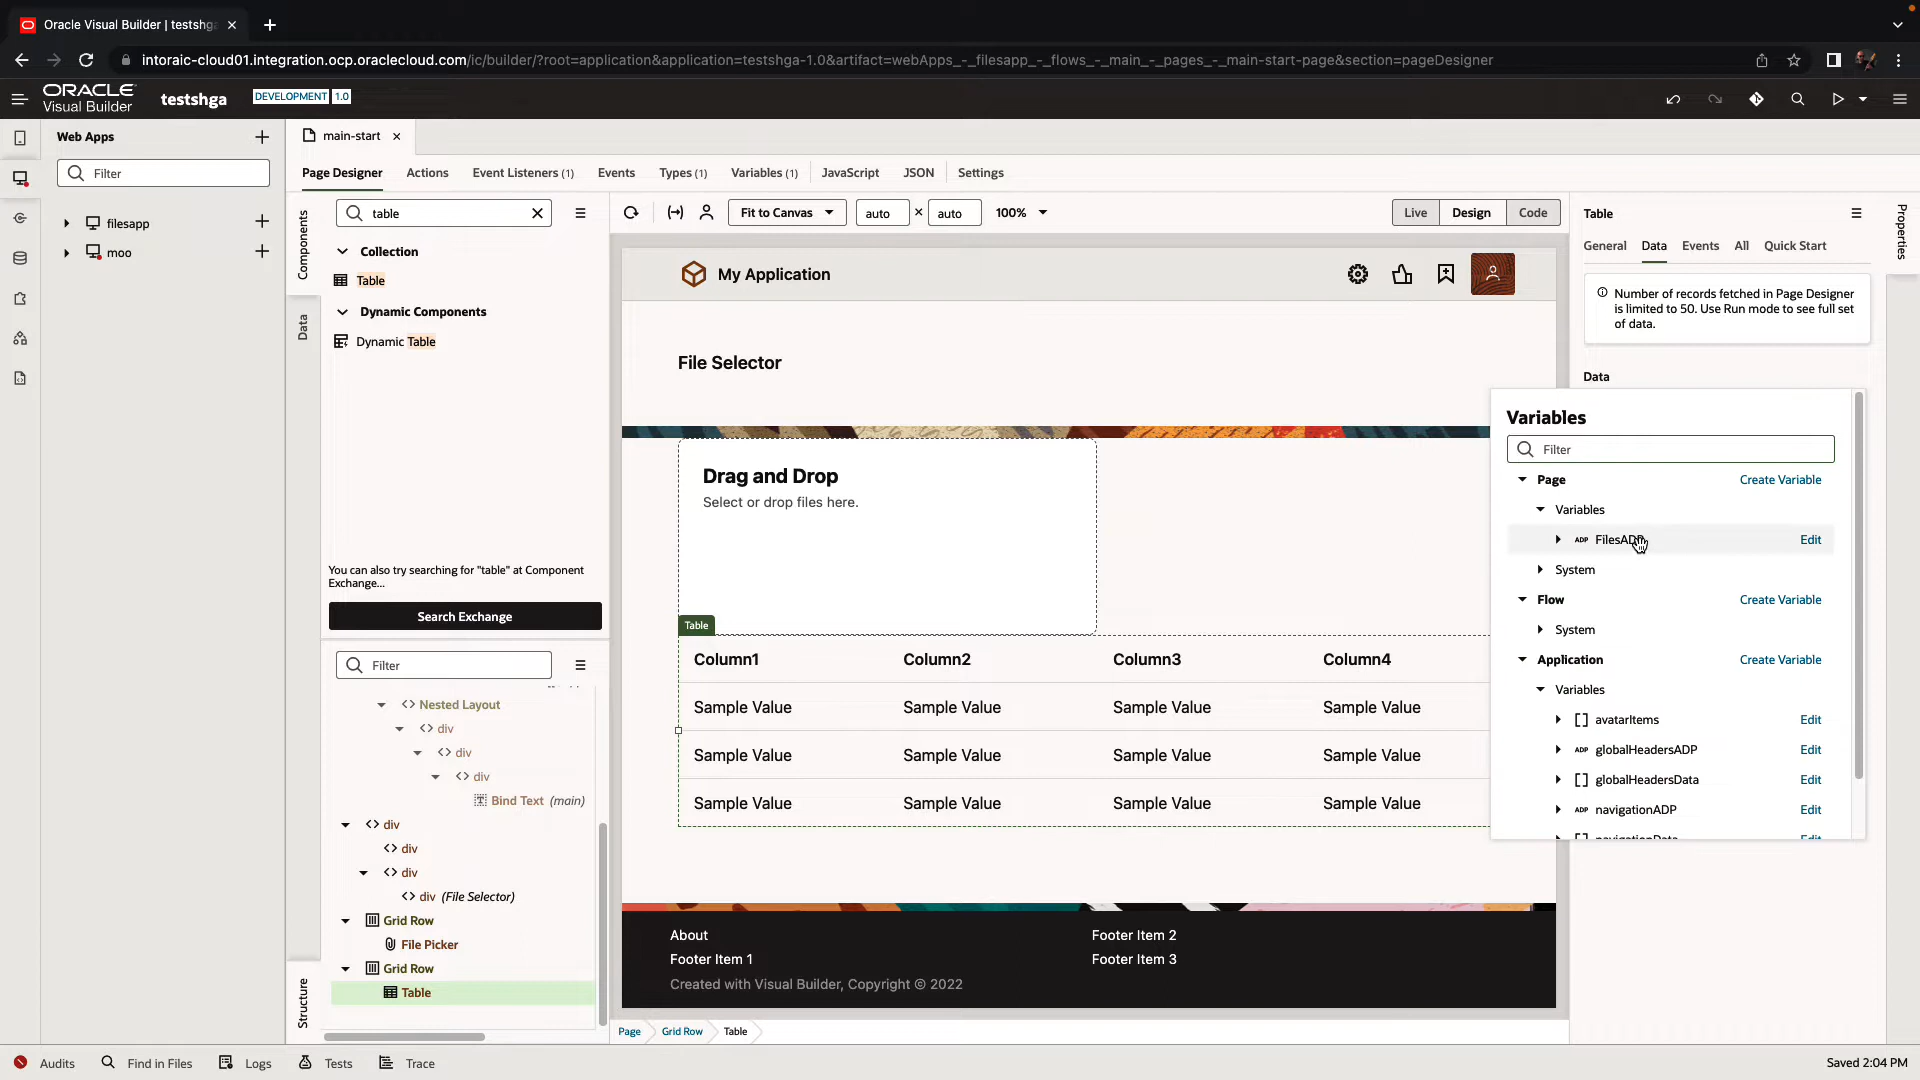 Oracle Visual Builder | testshga
intoraic-cloud01.integration.ocp.oraclecloud.com/ic/builder/?root=application&application=testshga-1.0&artifact=webApps_-_filesapp_-_flows_-_main_-_pages_-_main-start-page&section=pageDesigner
ORACLE
Visual Builder
testshga
DEVELOPMENT 1.0
Web Apps
Filter
filesapp
moo
main-start
Page Designer Actions Event Listeners (1) Events Types (1) Variables (1) JavaScript JSON Settings
Components
Data
Structure
table
Collection
Table
Dynamic Components
Dynamic Table
You can also try searching for "table" at Component
Exchange...
Search Exchange
Filter
Nested Layout
div
div
div
div
Bind Text (main)
div
div
div
div (File Selector)
Grid Row
File Picker
Grid Row
Table
Fit to Canvas auto × auto 100%
Live Design Code
My Application
File Selector
Drag and Drop
Select or drop files here.
Table
Column1 Column2 Column3 Column4
Sample Value Sample Value Sample Value Sample Value
Sample Value Sample Value Sample Value Sample Value
Sample Value Sample Value Sample Value Sample Value
About Footer Item 2
Footer Item 1 Footer Item 3
Created with Visual Builder, Copyright © 2022
Page Grid Row Table
Table
Properties
General Data Events All Quick Start
Number of records fetched in Page Designer
is limited to 50. Use Run mode to see full set
of data.
Data
Variables
Filter
Page Create Variable
Variables
ADP FilesADP Edit
System
Flow Create Variable
System
Application Create Variable
Variables
[] avatarItems Edit
ADP globalHeadersADP Edit
[] globalHeadersData Edit
ADP navigationADP Edit
[] navigationData Edit
Audits Find in Files Logs Tests Trace
Saved 2:04 PM